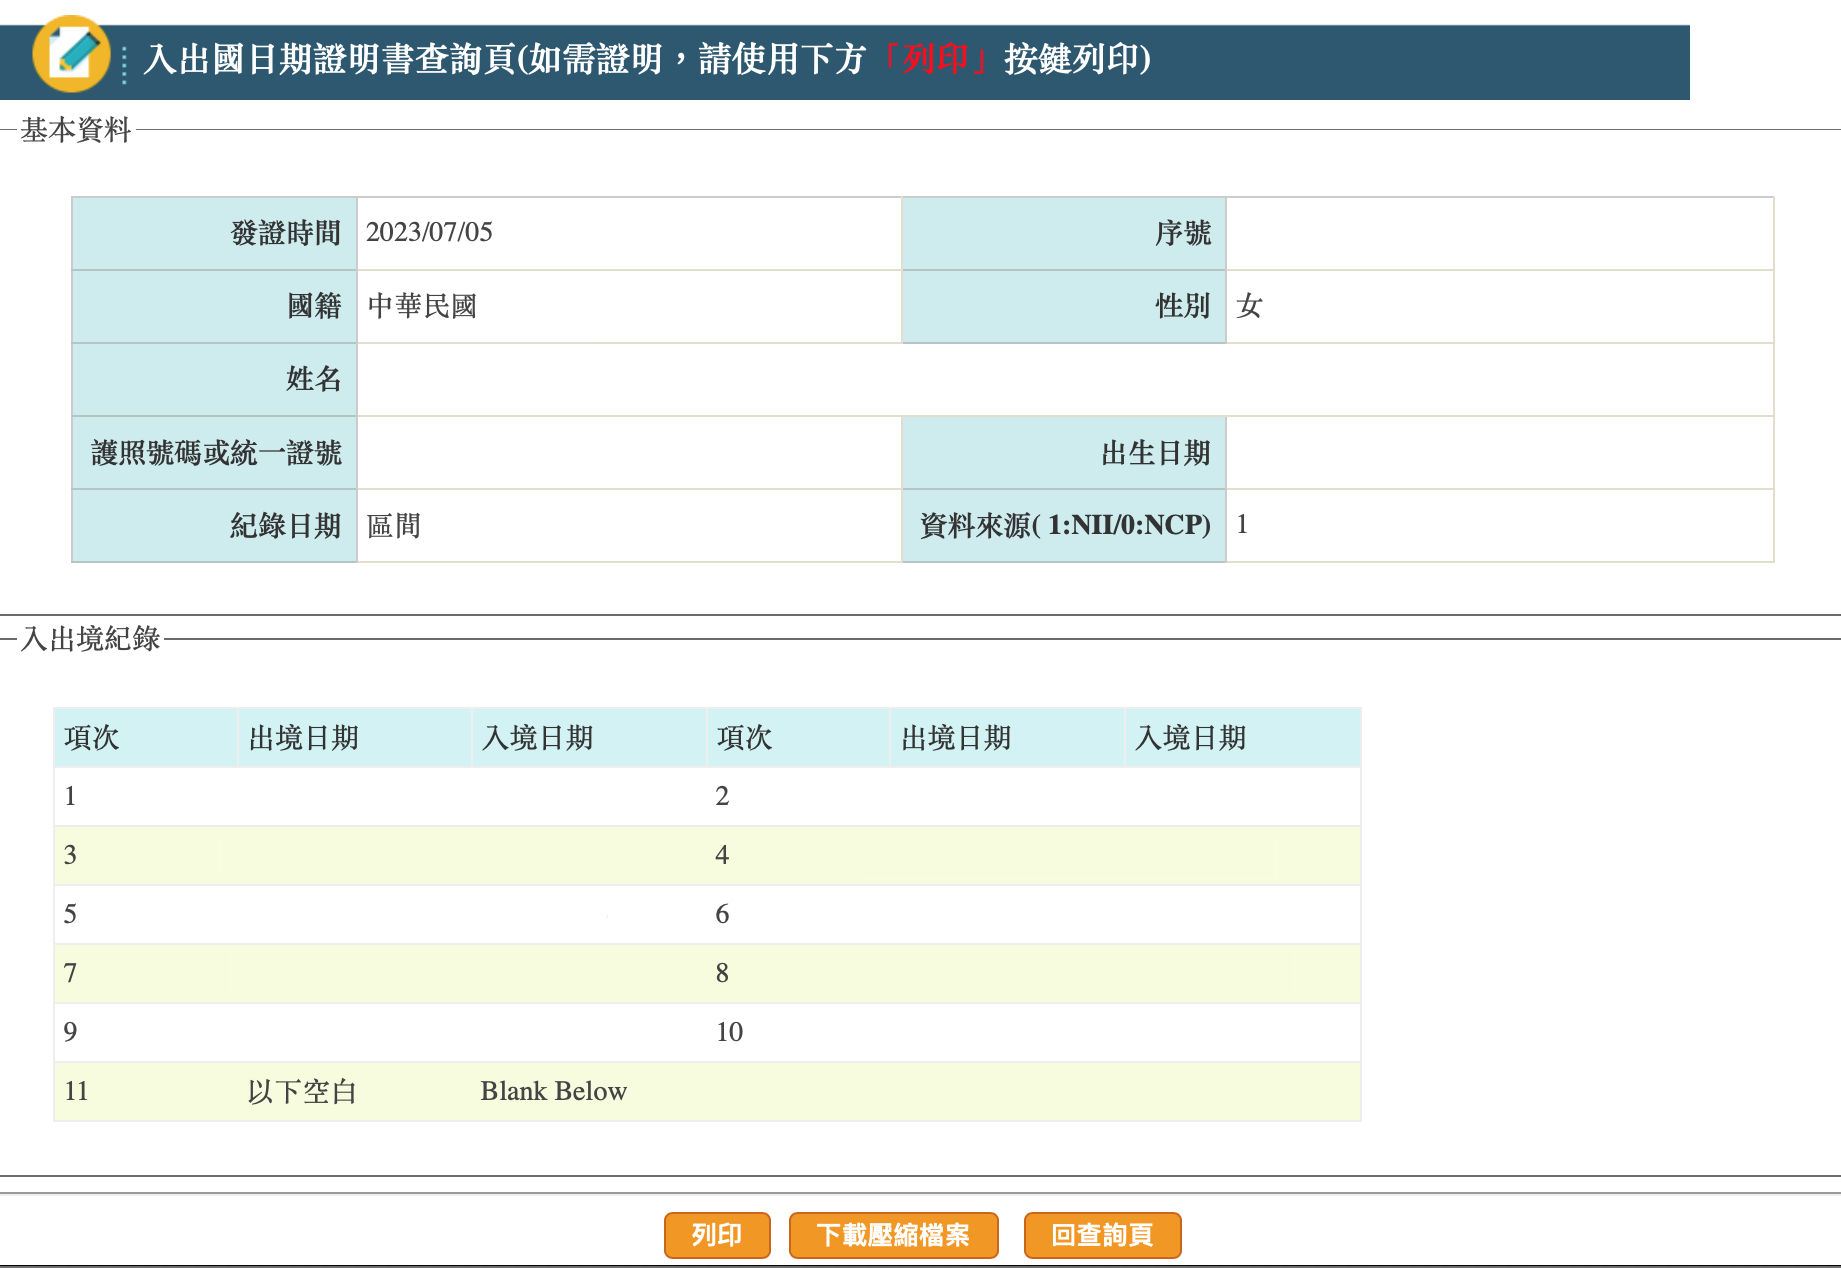 入出國日期證明書查詢頁(如需證明，請使用下方「列印」按鍵列印)
基本資料
發證時間 2023/07/05 序號
國籍 中華民國 性別 女
姓名
護照號碼或統一證號 出生日期
紀錄日期 區間 資料來源( 1:NII/0:NCP) 1
入出境紀錄
項次 出境日期 入境日期 項次 出境日期 入境日期
1 2
3 4
5 6
7 8
9 10
11 以下空白 Blank Below
列印 下載壓縮檔案 回查詢頁